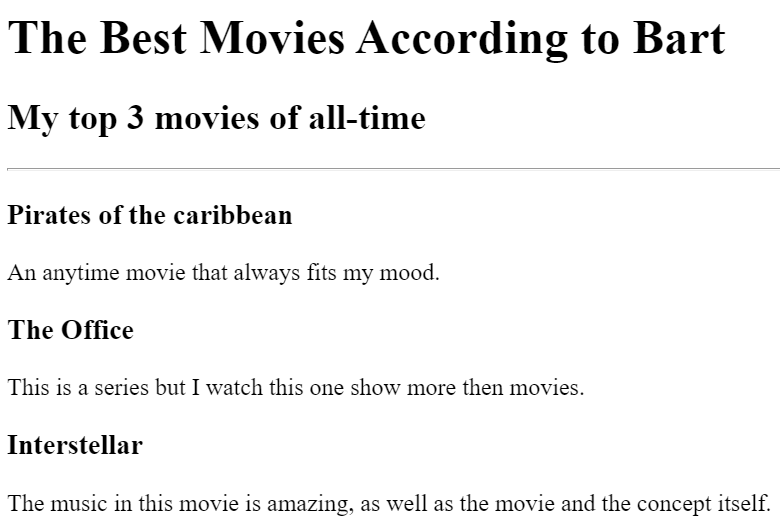 The Best Movies According to Bart
My top 3 movies of all-time
Pirates of the caribbean
An anytime movie that always fits my mood.
The Office
This is a series but I watch this one show more then movies.
Interstellar
The music in this movie is amazing, as well as the movie and the concept itself.